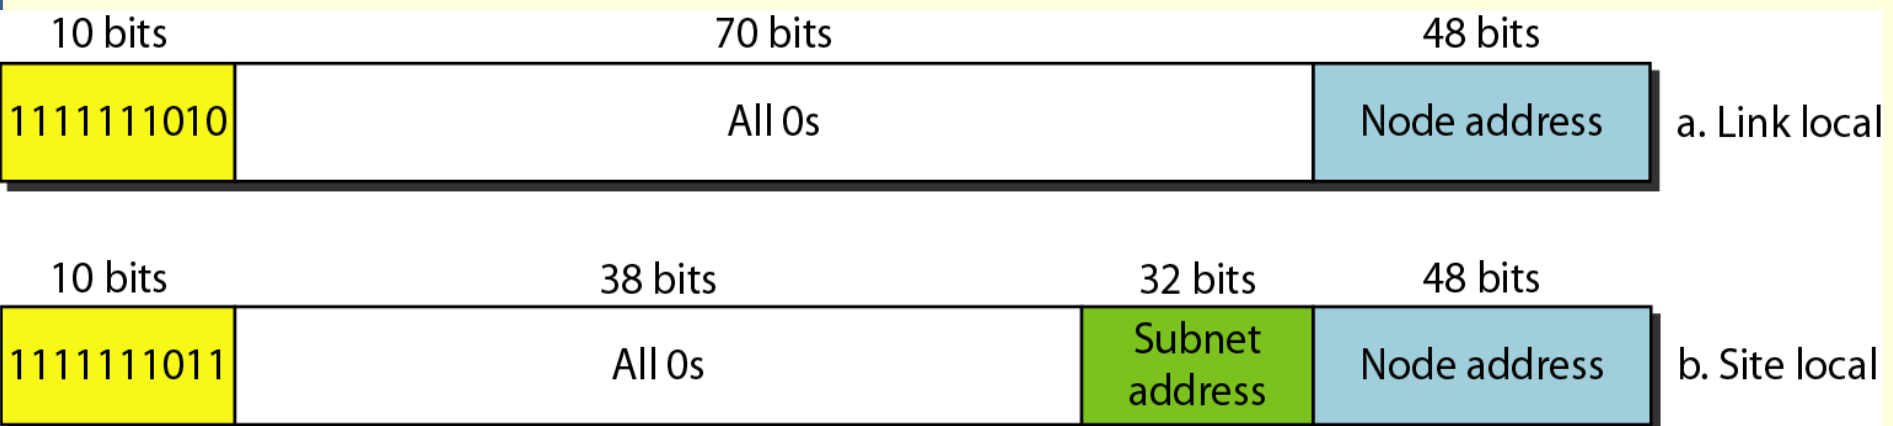 10 bits 70 bits 48 bits
1111111010 All 0s Node address a. Link local
10 bits 38 bits 32 bits 48 bits
1111111011 All 0s Subnet address Node address b. Site local